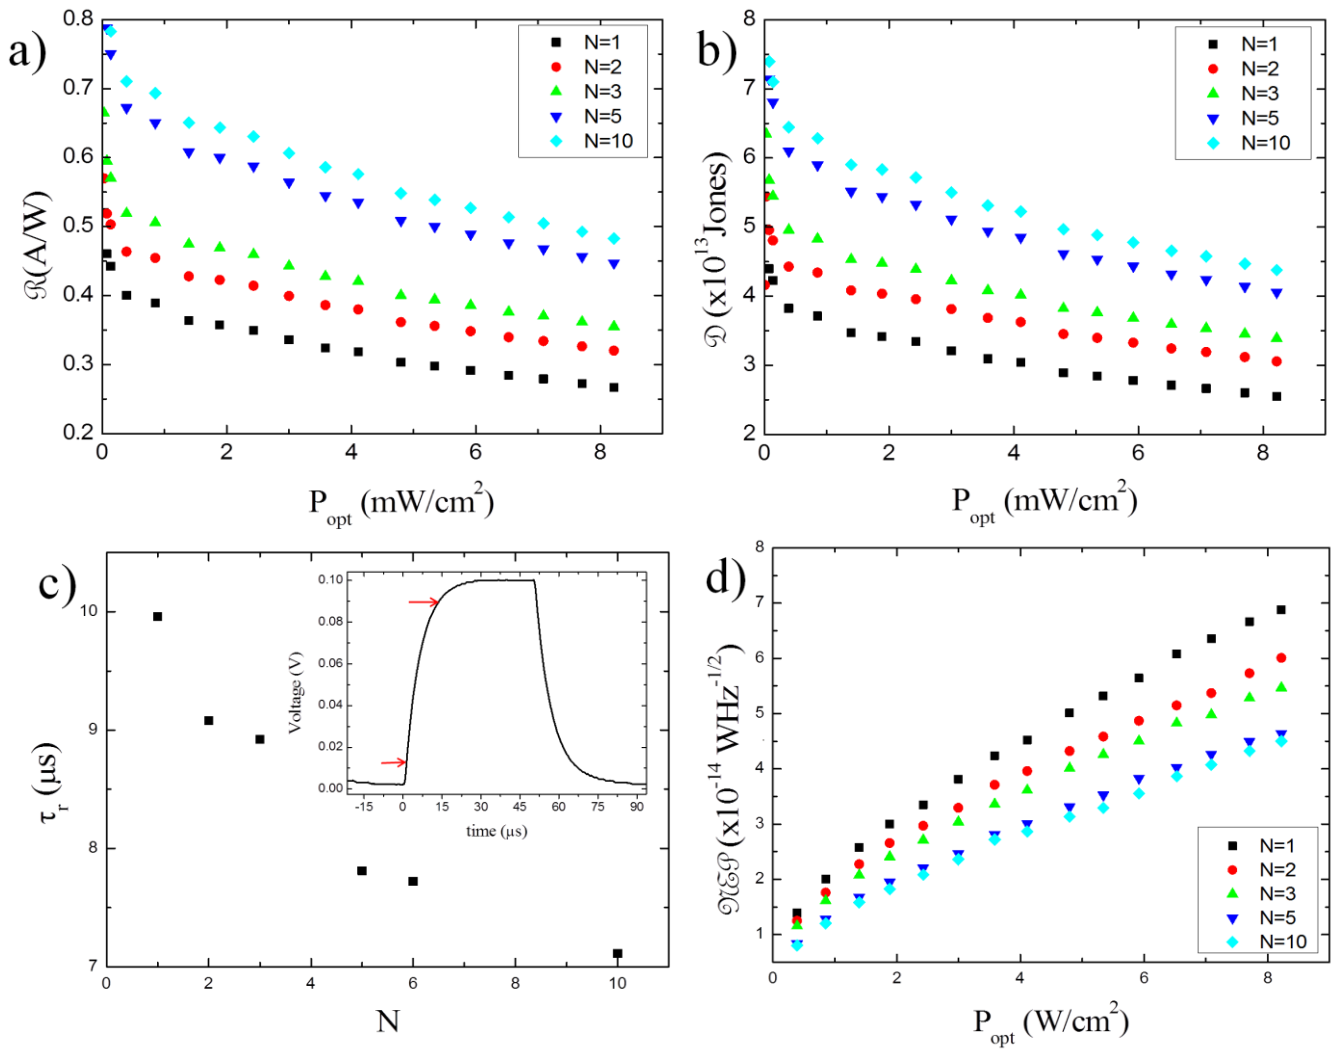 a)
0.8
0.7
0.6
0.5
0.4
0.3
0.2
ℛ(A/W)
N=1
N=2
N=3
N=5
N=10
0 2 4 6 8
P_opt (mW/cm²)
b)
8
7
6
5
4
3
2
𝒟 (x10¹³Jones)
N=1
N=2
N=3
N=5
N=10
0 2 4 6 8
P_opt (mW/cm²)
c)
10
9
8
7
τ_r (μs)
0.10
0.08
0.06
0.04
0.02
0.00
Voltage (V)
-15 0 15 30 45 60 75 90
time (μs)
0 2 4 6 8 10
N
d)
8
7
6
5
4
3
2
1
𝒩ℰ𝒫 (x10⁻¹⁴ WHz⁻¹/²)
N=1
N=2
N=3
N=5
N=10
0 2 4 6 8
P_opt (W/cm²)